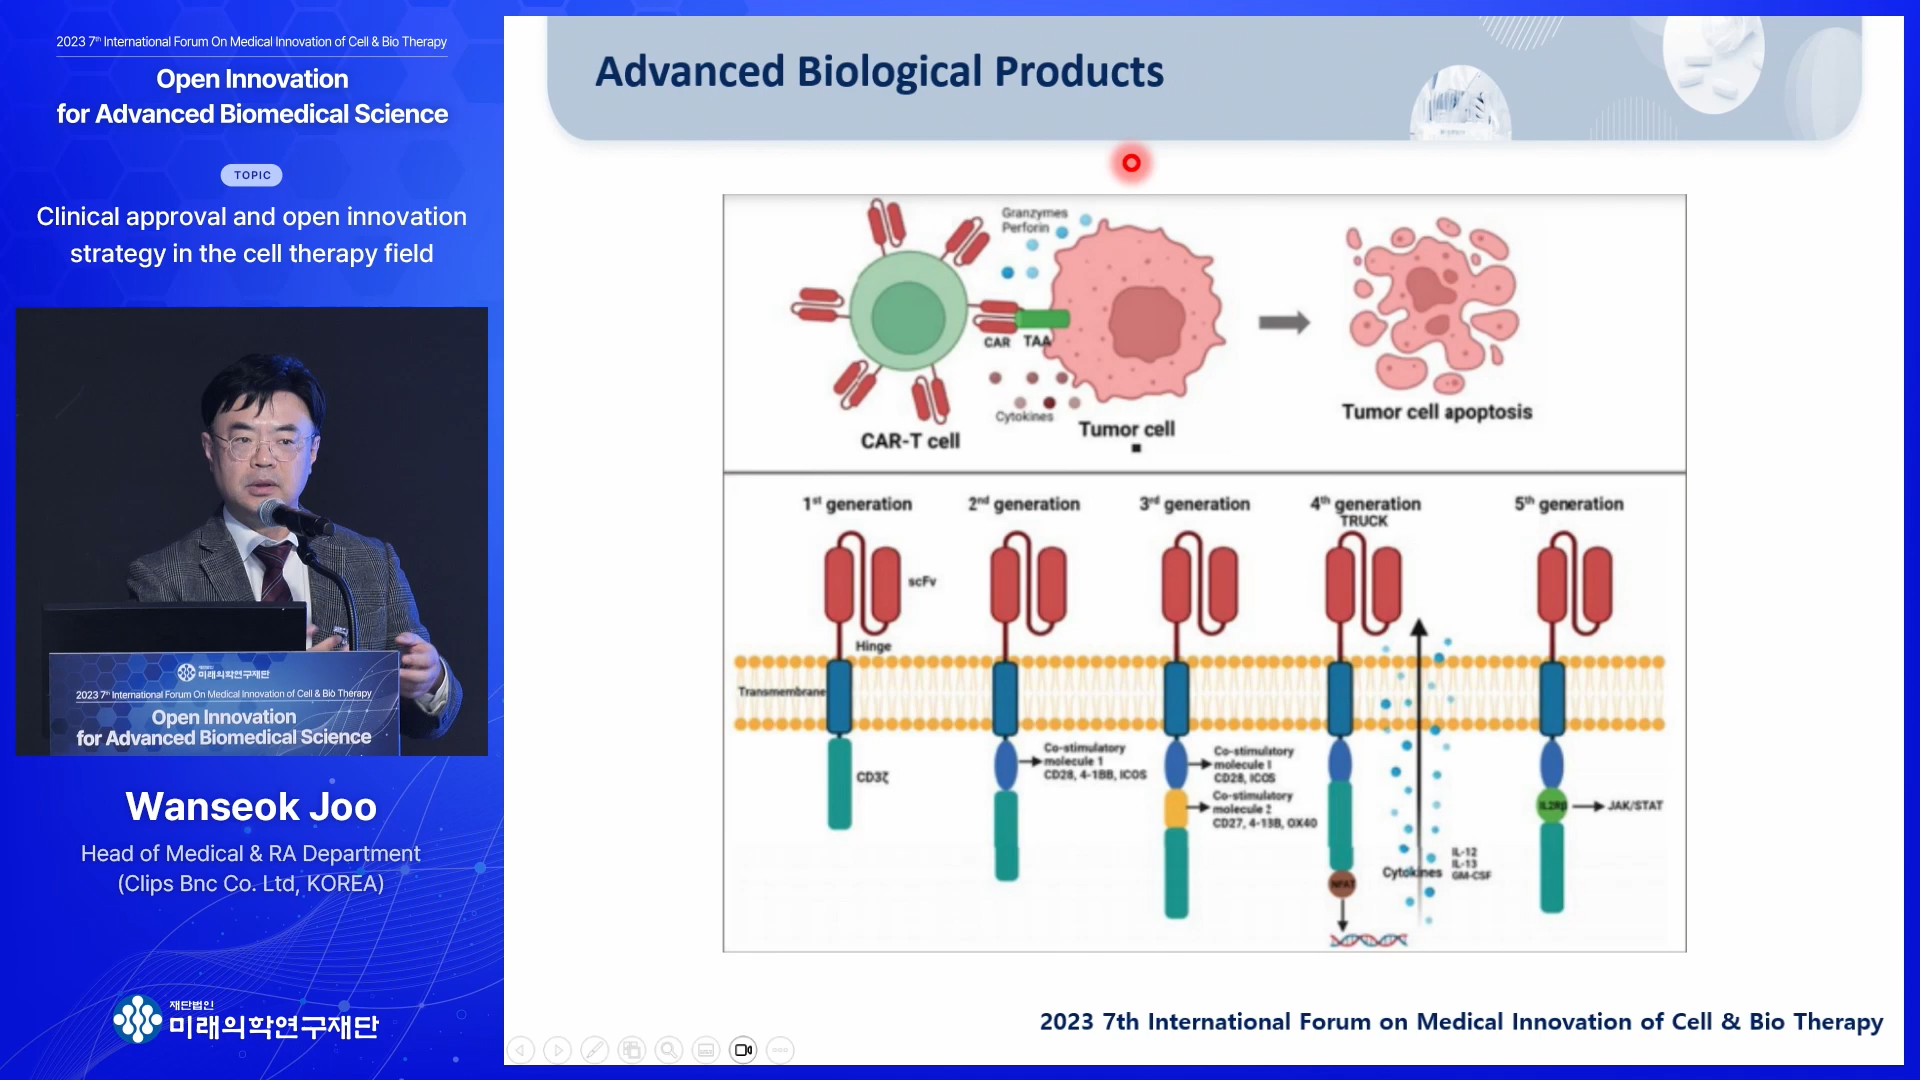 2023 7th International Forum On Medical Innovation of Cell & Bio Therapy
Open Innovation
for Advanced Biomedical Science
TOPIC
Clinical approval and open innovation
strategy in the cell therapy field
미래의학연구재단
2023 7th International Forum On Medical Innovation of Cell & Bio Therapy
Open Innovation
for Advanced Biomedical Science
Wanseok Joo
Head of Medical & RA Department
(Clips Bnc Co. Ltd, KOREA)
재단법인
미래의학연구재단
Advanced Biological Products
Granzymes
Perforin
CAR TAA
Cytokines
CAR-T cell
Tumor cell
Tumor cell apoptosis
1st generation
2nd generation
3rd generation
4th generation
TRUCK
5th generation
scFv
Hinge
Transmembrane
CD3ζ
Co-stimulatory
molecule 1
CD28, 4-1BB, ICOS
Co-stimulatory
molecule I
CD28, ICOS
Co-stimulatory
molecule 2
CD27, 4-13B, OX40
NFAT
Cytokines
IL-12
IL-13
GM-CSF
IL2Rβ
JAK/STAT
2023 7th International Forum on Medical Innovation of Cell & Bio Therapy